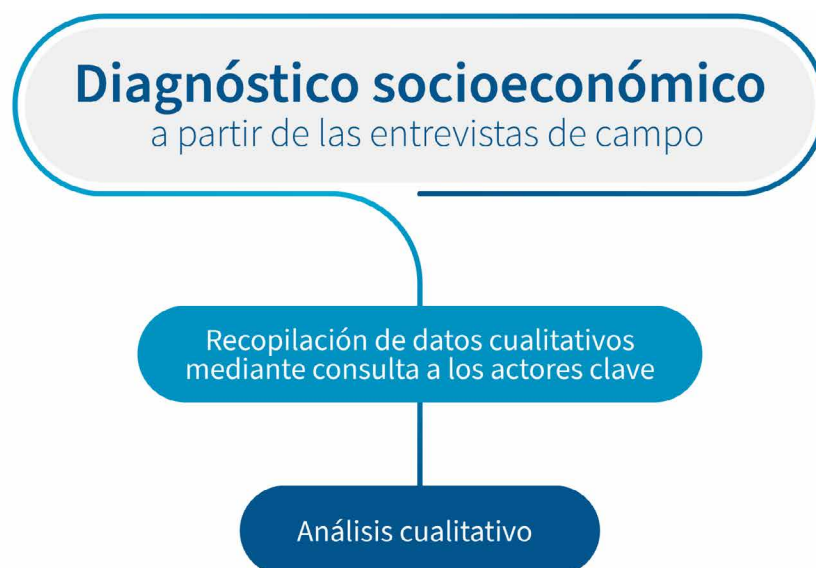 Diagnóstico socioeconómico
a partir de las entrevistas de campo
Recopilación de datos cualitativos
mediante consulta a los actores clave
Análisis cualitativo